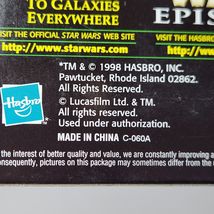 TO GALAXIES
EVERYWHERE
EPIS
VISIT THE OFFICIAL STAR WARS WEB SITE
VISIT THE
http://www.starwars.com
http://
™ & © 1998 HASBRO, INC.
Pawtucket, Rhode Island 02862.
All Rights Reserved.
© Lucasfilm Ltd. & TM.
All Rights Reserved.
Used under authorization.
Hasbro
MADE IN CHINA C-060A
the interest of better quality and value, we are constantly improving a
onsequently, pictures on this package may sometimes differ from the